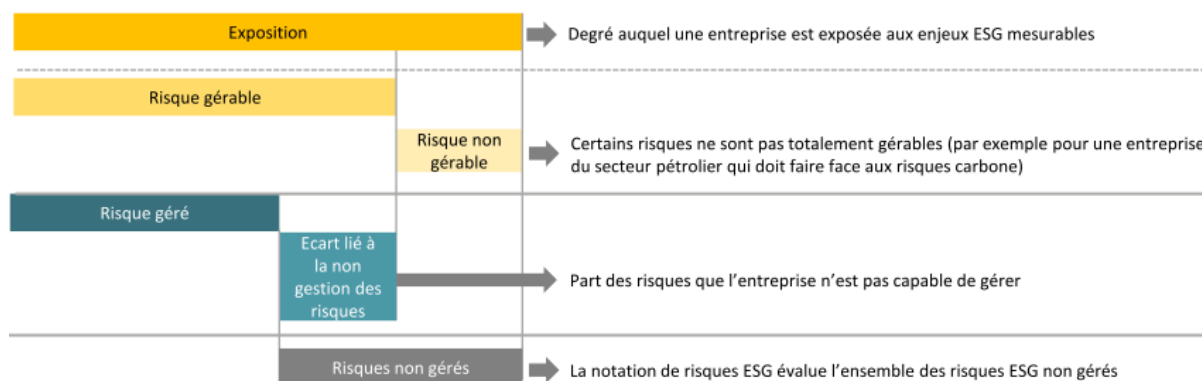 Exposition
Degré auquel une entreprise est exposée aux enjeux ESG mesurables
Risque gérable
Risque non
gérable
Certains risques ne sont pas totalement gérables (par exemple pour une entreprise
du secteur pétrolier qui doit faire face aux risques carbone)
Risque géré
Ecart lié à
la non
gestion des
risques
Part des risques que l’entreprise n’est pas capable de gérer
Risques non gérés
La notation de risques ESG évalue l’ensemble des risques ESG non gérés